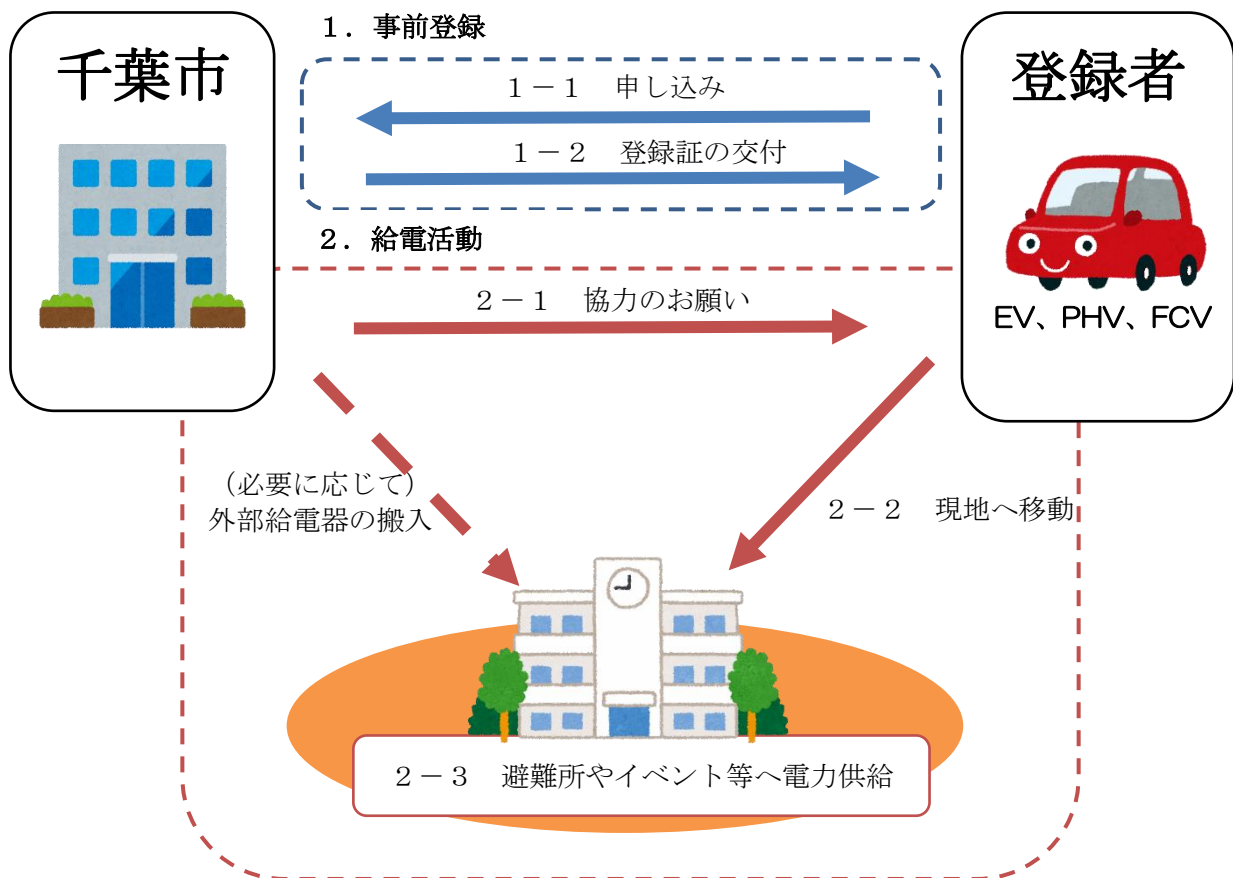 千葉市
１．事前登録
１－１　申し込み
１－２　登録証の交付
登録者
EV、PHV、FCV
２．給電活動
２－１　協力のお願い
（必要に応じて）
外部給電器の搬入
２－２　現地へ移動
２－３　避難所やイベント等へ電力供給